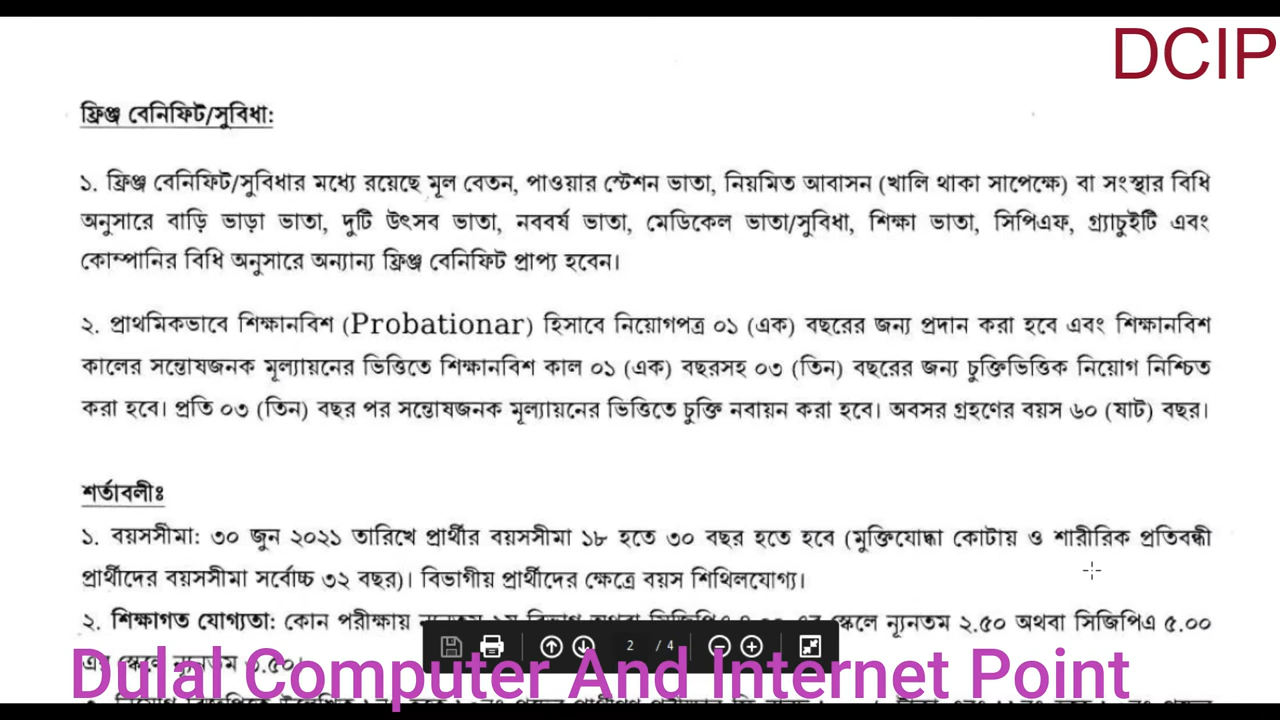 DCIP
ফ্রিঞ্জ বেনিফিট/সুবিধা:
১. ফ্রিঞ্জ বেনিফিট/সুবিধার মধ্যে রয়েছে মূল বেতন, পাওয়ার স্টেশন ভাতা, নিয়মিত আবাসন (খালি থাকা সাপেক্ষে) বা সংস্থার বিধি
অনুসারে বাড়ি ভাড়া ভাতা, দুটি উৎসব ভাতা, নববর্ষ ভাতা, মেডিকেল ভাতা/সুবিধা, শিক্ষা ভাতা, সিপিএফ, গ্র্যাচুইটি এবং
কোম্পানির বিধি অনুসারে অন্যান্য ফ্রিঞ্জ বেনিফিট প্রাপ্য হবেন।
২. প্রাথমিকভাবে শিক্ষানবিশ (Probationar) হিসাবে নিয়োগপত্র ০১ (এক) বছরের জন্য প্রদান করা হবে এবং শিক্ষানবিশ
কালের সন্তোষজনক মূল্যায়নের ভিত্তিতে শিক্ষানবিশ কাল ০১ (এক) বছরসহ ০৩ (তিন) বছরের জন্য চুক্তিভিত্তিক নিয়োগ নিশ্চিত
করা হবে। প্রতি ০৩ (তিন) বছর পর সন্তোষজনক মূল্যায়নের ভিত্তিতে চুক্তি নবায়ন করা হবে। অবসর গ্রহণের বয়স ৬০ (ষাট) বছর।
শর্তাবলীঃ
১. বয়সসীমা: ৩০ জুন ২০২১ তারিখে প্রার্থীর বয়সসীমা ১৮ হতে ৩০ বছর হতে হবে (মুক্তিযোদ্ধা কোটায় ও শারীরিক প্রতিবন্ধী
প্রার্থীদের বয়সসীমা সর্বোচ্চ ৩২ বছর)। বিভাগীয় প্রার্থীদের ক্ষেত্রে বয়স শিথিলযোগ্য।
২. শিক্ষাগত যোগ্যতা: কোন পরীক্ষায় স্কেলে ন্যূনতম ২.৫০ অথবা সিজিপিএ ৫.০০
2 / 4
Dulal Computer And Internet Point